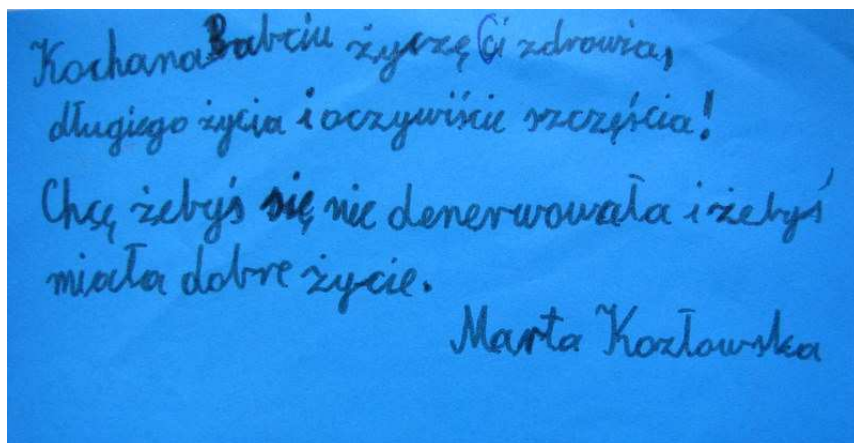 Kochana Babciu życzę Ci zdrowia,
długiego życia i oczywiście szczęścia!
Chcę żebyś się nie denerwowała i żebyś
miała dobre życie.
Marta Kozłowska